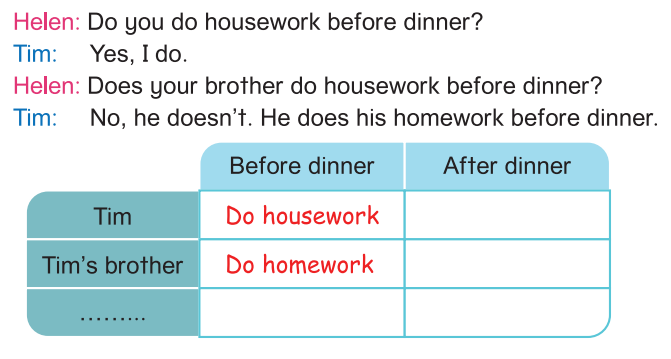 Helen: Do you do housework before dinner?
Tim: Yes, I do.
Helen: Does your brother do housework before dinner?
Tim: No, he doesn't. He does his homework before dinner.
Before dinner After dinner
Tim Do housework
Tim's brother Do homework
.........